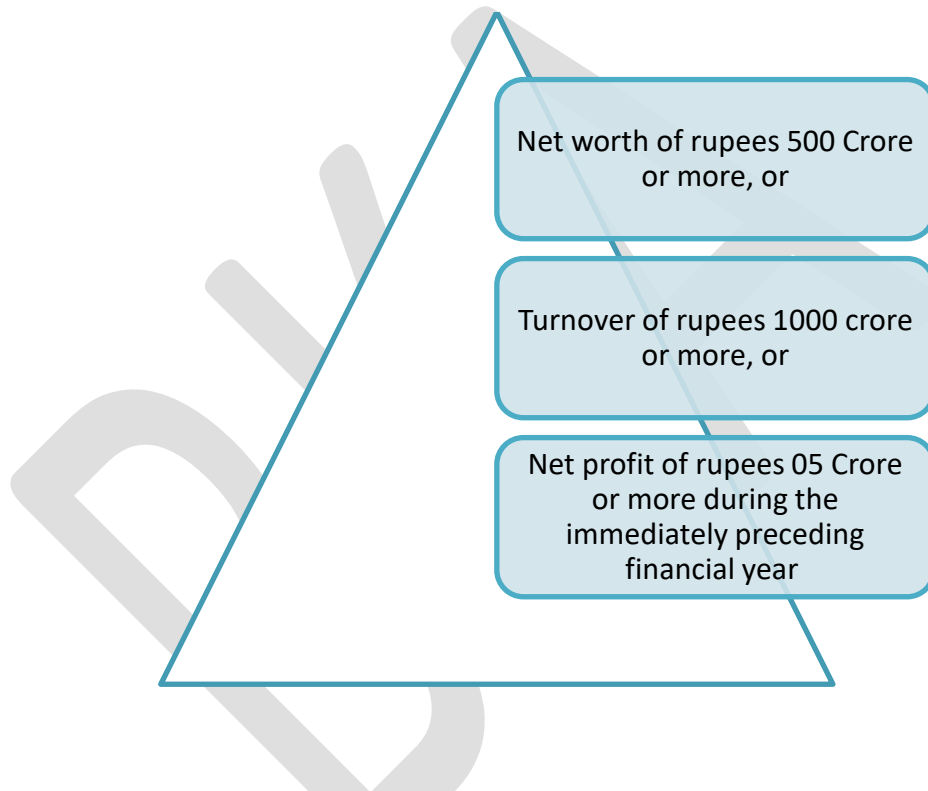 Net worth of rupees 500 Crore
or more, or
Turnover of rupees 1000 crore
or more, or
Net profit of rupees 05 Crore
or more during the
immediately preceding
financial year